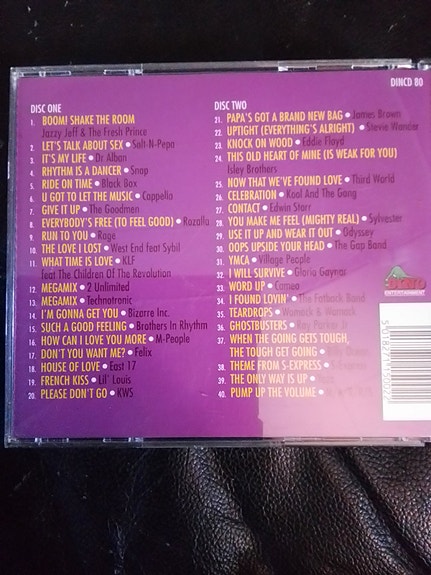 DINCD 80
DISC ONE
1. BOOM! SHAKE THE ROOM
Jazzy Jeff & The Fresh Prince
2. LET'S TALK ABOUT SEX • Salt-N-Pepa
3. IT'S MY LIFE • Dr Alban
4. RHYTHM IS A DANCER • Snap
5. RIDE ON TIME • Black Box
6. U GOT TO LET THE MUSIC • Cappella
7. GIVE IT UP • The Goodmen
8. EVERYBODY'S FREE (TO FEEL GOOD) • Rozalla
9. RUN TO YOU • Rage
10. THE LOVE I LOST • West End feat Sybil
11. WHAT TIME IS LOVE • KLF
feat The Children Of The Revolution
12. MEGAMIX • 2 Unlimited
13. MEGAMIX • Technotronic
14. I'M GONNA GET YOU • Bizarre Inc.
15. SUCH A GOOD FEELING • Brothers In Rhythm
16. HOW CAN I LOVE YOU MORE • M-People
17. DON'T YOU WANT ME? • Felix
18. HOUSE OF LOVE • East 17
19. FRENCH KISS • Lil' Louis
20. PLEASE DON'T GO • KWS
DISC TWO
21. PAPA'S GOT A BRAND NEW BAG • James Brown
22. UPTIGHT (EVERYTHING'S ALRIGHT) • Stevie Wonder
23. KNOCK ON WOOD • Eddie Floyd
24. THIS OLD HEART OF MINE (IS WEAK FOR YOU)
Isley Brothers
25. NOW THAT WE'VE FOUND LOVE • Third World
26. CELEBRATION • Kool And The Gang
27. CONTACT • Edwin Starr
28. YOU MAKE ME FEEL (MIGHTY REAL) • Sylvester
29. USE IT UP AND WEAR IT OUT • Odyssey
30. OOPS UPSIDE YOUR HEAD • The Gap Band
31. YMCA • Village People
32. I WILL SURVIVE • Gloria Gaynor
33. WORD UP • Cameo
34. I FOUND LOVIN' • The Fatback Band
35. TEARDROPS • Womack & Womack
36. GHOSTBUSTERS • Ray Parker Jr
37. WHEN THE GOING GETS TOUGH,
THE TOUGH GET GOING •
38. THEME FROM S-EXPRESS •
39. THE ONLY WAY IS UP •
40. PUMP UP THE VOLUME •
DINO
ENTERTAINMENT